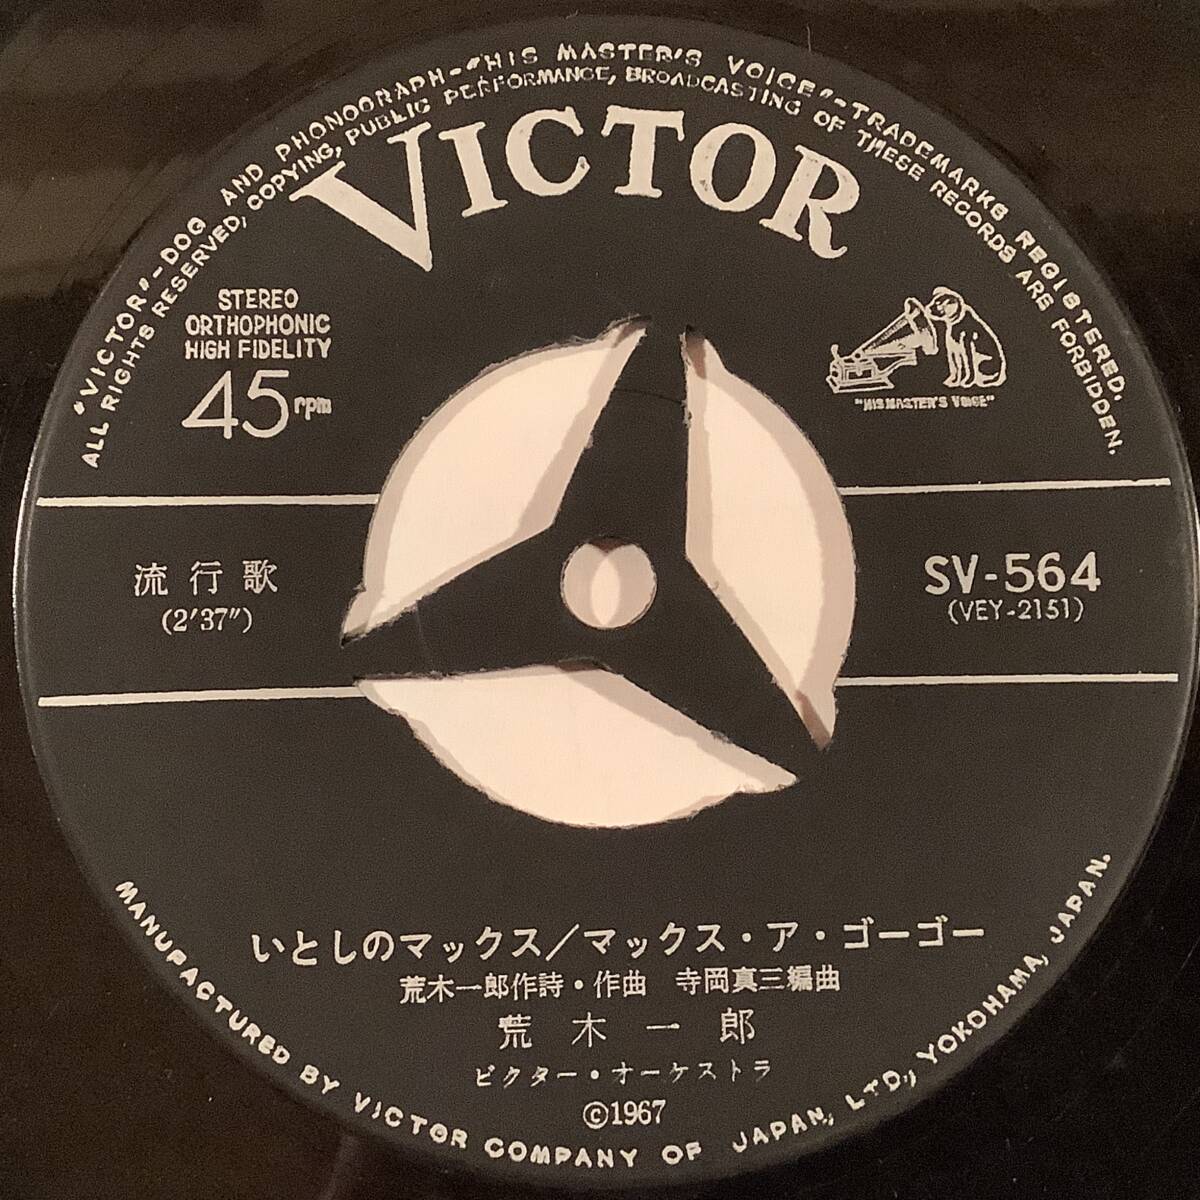 "VICTOR"-DOG AND PHONOGRAPH-"HIS MASTER'S VOICE"-TRADEMARKS REGISTERED.
ALL RIGHTS RESERVED, COPYING, PUBLIC PERFORMANCE, BROADCASTING OF THESE RECORDS ARE FORBIDDEN.
VICTOR
STEREO
ORTHOPHONIC
HIGH FIDELITY
45rpm
"HIS MASTER'S VOICE"
流行歌
(2'37")
SV-564
(VEY-2151)
いとしのマックス/マックス・ア・ゴーゴー
荒木一郎作詩・作曲 寺岡真三編曲
荒木一郎
ビクター・オーケストラ
©1967
MANUFACTURED BY VICTOR COMPANY OF JAPAN, LTD., YOKOHAMA, JAPAN.